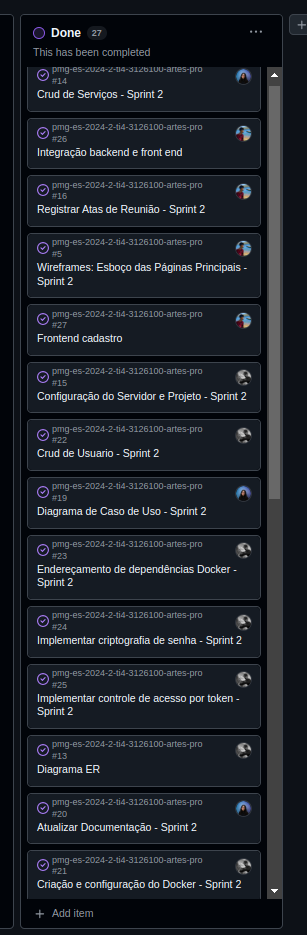 Done 27
This has been completed
pmg-es-2024-2-ti4-3126100-artes-pro
#14
Crud de Serviços - Sprint 2
pmg-es-2024-2-ti4-3126100-artes-pro
#26
Integração backend e front end
pmg-es-2024-2-ti4-3126100-artes-pro
#16
Registrar Atas de Reunião - Sprint 2
pmg-es-2024-2-ti4-3126100-artes-pro
#5
Wireframes: Esboço das Páginas Principais -
Sprint 2
pmg-es-2024-2-ti4-3126100-artes-pro
#27
Frontend cadastro
pmg-es-2024-2-ti4-3126100-artes-pro
#15
Configuração do Servidor e Projeto - Sprint 2
pmg-es-2024-2-ti4-3126100-artes-pro
#22
Crud de Usuario - Sprint 2
pmg-es-2024-2-ti4-3126100-artes-pro
#19
Diagrama de Caso de Uso - Sprint 2
pmg-es-2024-2-ti4-3126100-artes-pro
#23
Endereçamento de dependências Docker -
Sprint 2
pmg-es-2024-2-ti4-3126100-artes-pro
#24
Implementar criptografia de senha - Sprint 2
pmg-es-2024-2-ti4-3126100-artes-pro
#25
Implementar controle de acesso por token -
Sprint 2
pmg-es-2024-2-ti4-3126100-artes-pro
#13
Diagrama ER
pmg-es-2024-2-ti4-3126100-artes-pro
#20
Atualizar Documentação - Sprint 2
pmg-es-2024-2-ti4-3126100-artes-pro
#21
Criação e configuração do Docker - Sprint 2
Add item